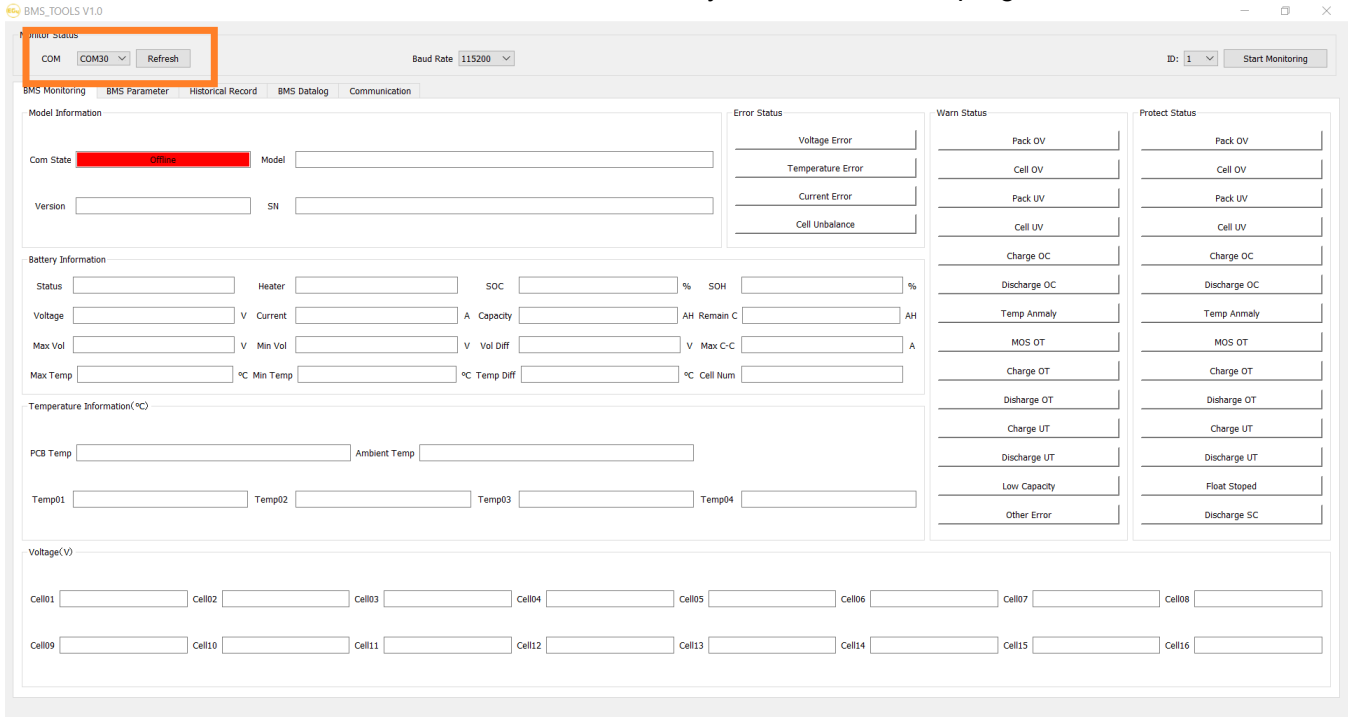 BMS_TOOLS V1.0
Monitor Status
COM COM30 Refresh Baud Rate 115200 ID: 1 Start Monitoring
BMS Monitoring BMS Parameter Historical Record BMS Datalog Communication
Model Information Error Status Warn Status Protect Status
Voltage Error Pack OV Pack OV
Com State Offline Model Temperature Error Cell OV Cell OV
Version SN Current Error Pack UV Pack UV
Cell Unbalance Cell UV Cell UV
Battery Information Charge OC Charge OC
Status Heater SOC % SOH % Discharge OC Discharge OC
Voltage V Current A Capacity AH Remain C AH Temp Anmaly Temp Anmaly
Max Vol V Min Vol V Vol Diff V Max C-C A MOS OT MOS OT
Max Temp ºC Min Temp ºC Temp Diff ºC Cell Num Charge OT Charge OT
Temperature Information(ºC) Disharge OT Disharge OT
Charge UT Charge UT
PCB Temp Ambient Temp Discharge UT Discharge UT
Low Capacity Float Stoped
Temp01 Temp02 Temp03 Temp04 Other Error Discharge SC
Voltage(V)
Cell01 Cell02 Cell03 Cell04 Cell05 Cell06 Cell07 Cell08
Cell09 Cell10 Cell11 Cell12 Cell13 Cell14 Cell15 Cell16